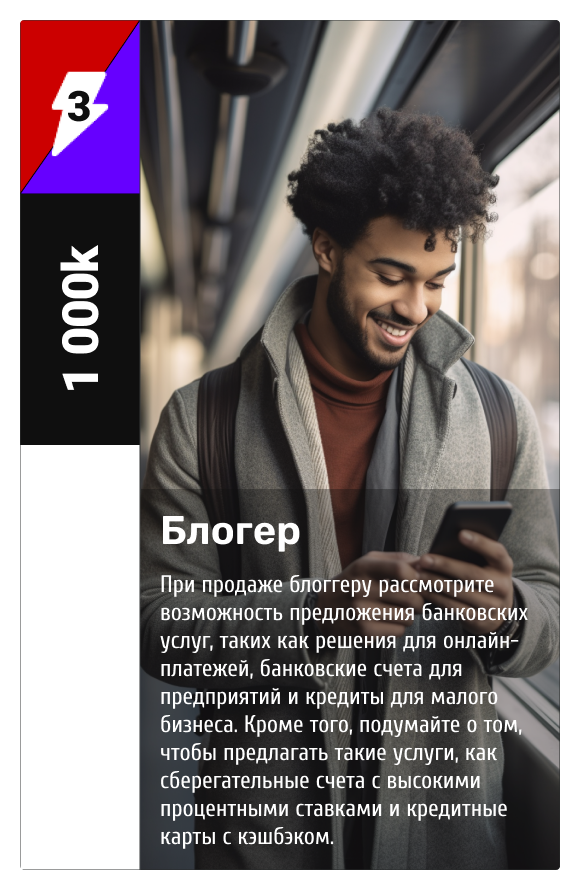 3
1 000k
Блогер
При продаже блоггеру рассмотрите
возможность предложения банковских
услуг, таких как решения для онлайн-
платежей, банковские счета для
предприятий и кредиты для малого
бизнеса. Кроме того, подумайте о том,
чтобы предлагать такие услуги, как
сберегательные счета с высокими
процентными ставками и кредитные
карты с кэшбэком.